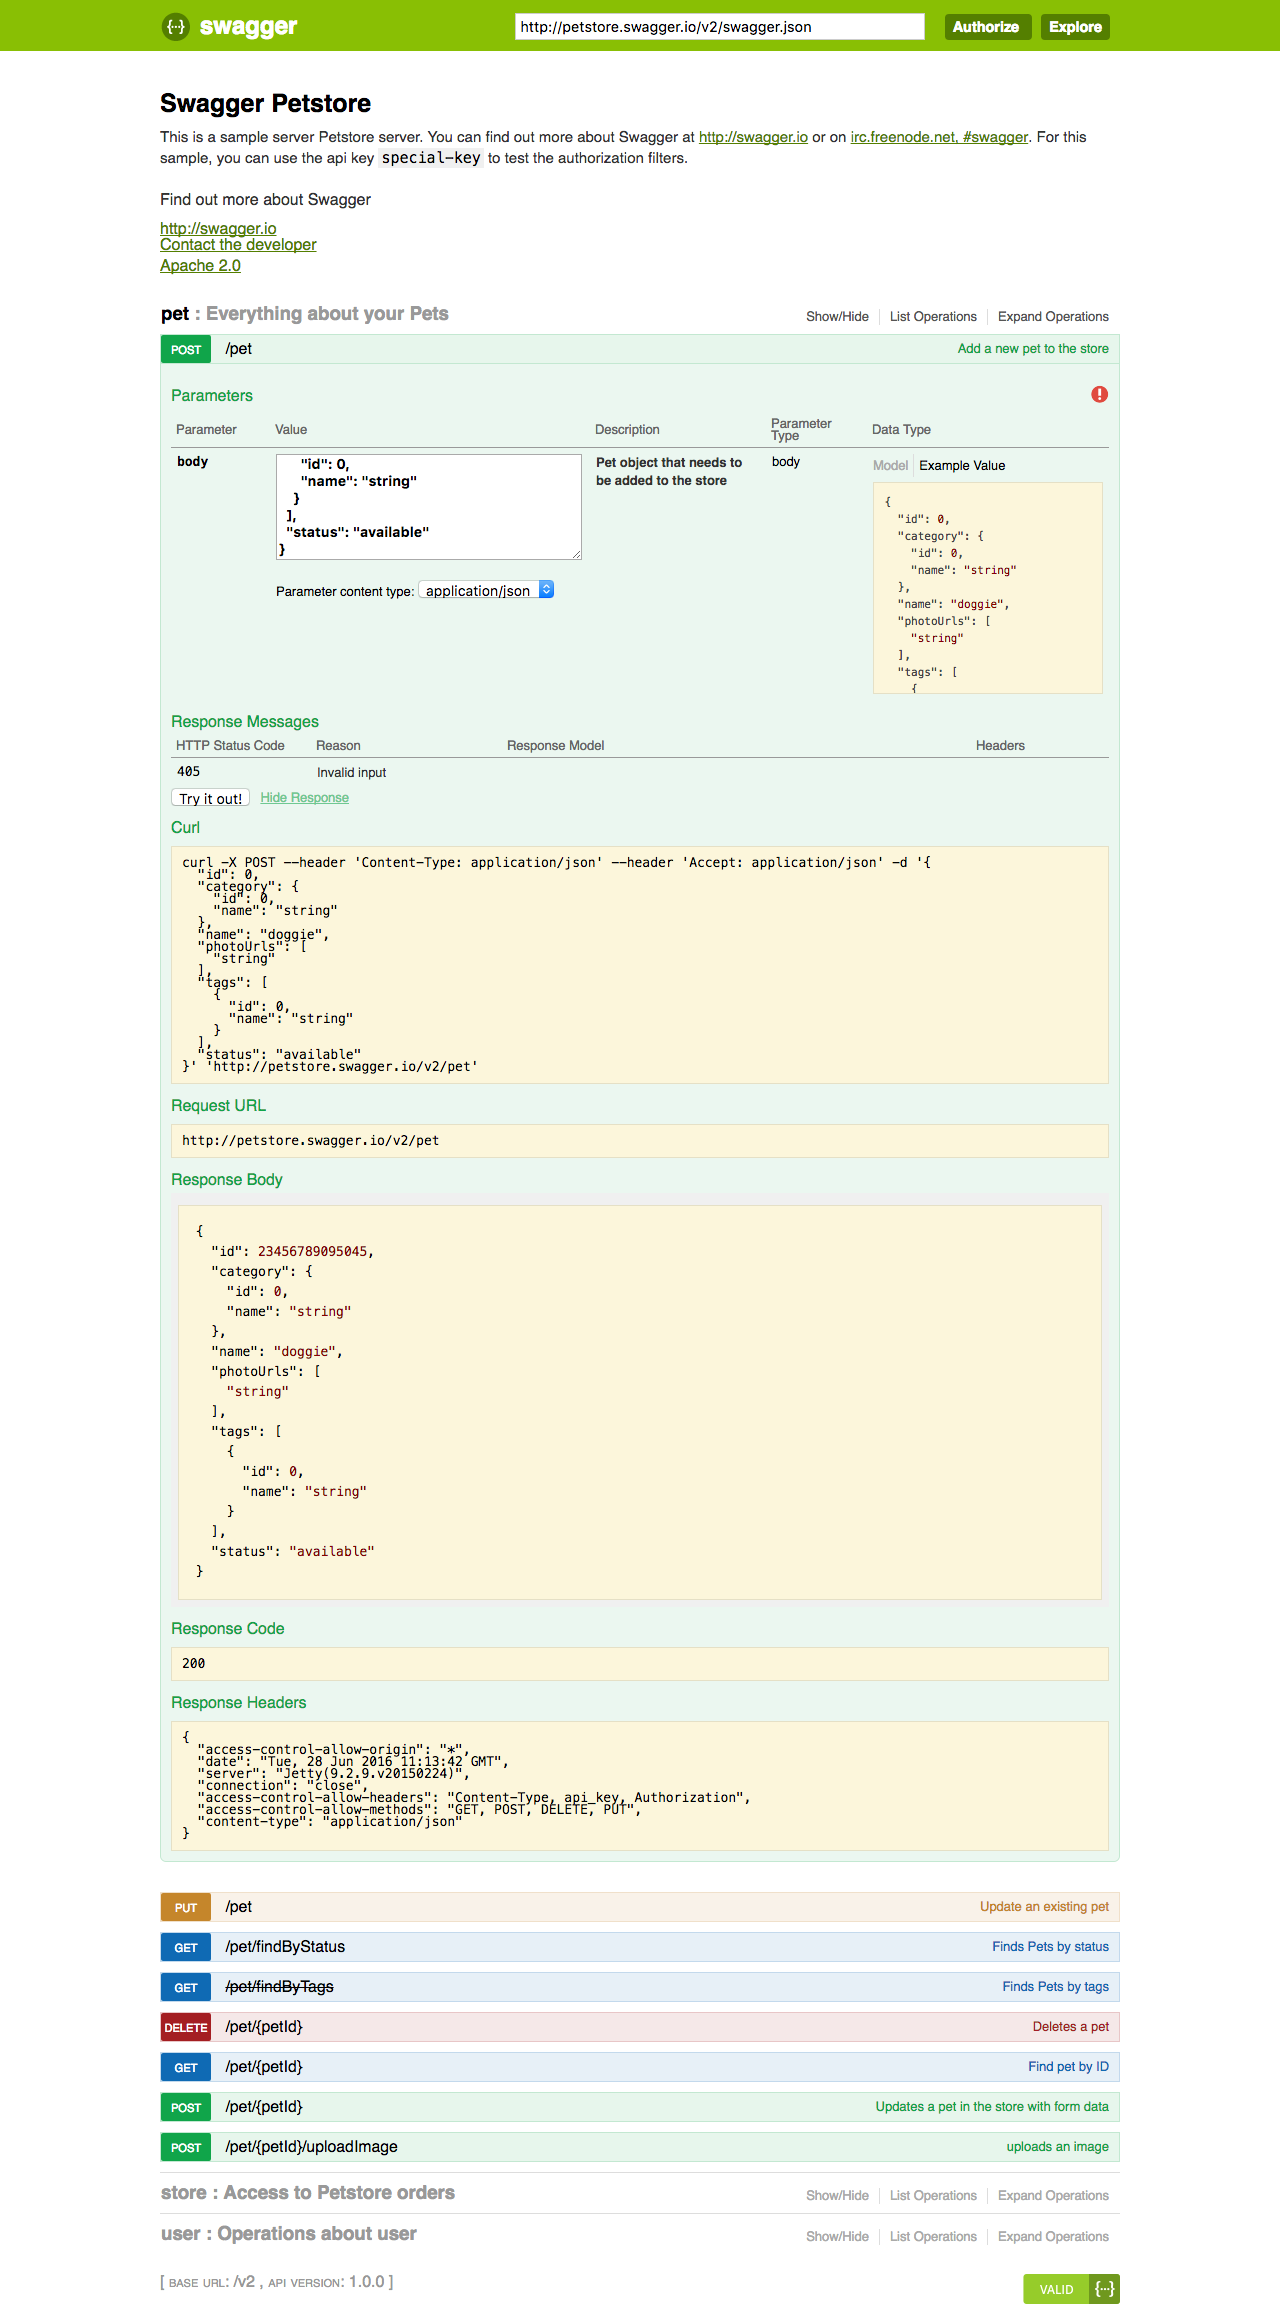 swagger
http://petstore.swagger.io/v2/swagger.json
Authorize
Explore
Swagger Petstore
This is a sample server Petstore server. You can find out more about Swagger at http://swagger.io or on irc.freenode.net, #swagger. For this
sample, you can use the api key special-key to test the authorization filters.
Find out more about Swagger
http://swagger.io
Contact the developer
Apache 2.0
pet : Everything about your Pets
Show/Hide
List Operations
Expand Operations
POST /pet Add a new pet to the store
Parameters
Parameter Value Description Parameter Type Data Type
body
"id": 0,
"name": "string"
}
],
"status": "available"
}
Parameter content type: application/json
Pet object that needs to
be added to the store
body
Model Example Value
{
"id": 0,
"category": {
"id": 0,
"name": "string"
},
"name": "doggie",
"photoUrls": [
"string"
],
"tags": [
{
Response Messages
HTTP Status Code Reason Response Model Headers
405 Invalid input
Try it out! Hide Response
Curl
curl -X POST --header 'Content-Type: application/json' --header 'Accept: application/json' -d '{
"id": 0,
"category": {
"id": 0,
"name": "string"
},
"name": "doggie",
"photoUrls": [
"string"
],
"tags": [
{
"id": 0,
"name": "string"
}
],
"status": "available"
}' 'http://petstore.swagger.io/v2/pet'
Request URL
http://petstore.swagger.io/v2/pet
Response Body
{
"id": 23456789095045,
"category": {
"id": 0,
"name": "string"
},
"name": "doggie",
"photoUrls": [
"string"
],
"tags": [
{
"id": 0,
"name": "string"
}
],
"status": "available"
}
Response Code
200
Response Headers
{
"access-control-allow-origin": "*",
"date": "Tue, 28 Jun 2016 11:13:42 GMT",
"server": "Jetty(9.2.9.v20150224)",
"connection": "close",
"access-control-allow-headers": "Content-Type, api_key, Authorization",
"access-control-allow-methods": "GET, POST, DELETE, PUT",
"content-type": "application/json"
}
PUT /pet Update an existing pet
GET /pet/findByStatus Finds Pets by status
GET /pet/findByTags Finds Pets by tags
DELETE /pet/{petId} Deletes a pet
GET /pet/{petId} Find pet by ID
POST /pet/{petId} Updates a pet in the store with form data
POST /pet/{petId}/uploadImage uploads an image
store : Access to Petstore orders
Show/Hide
List Operations
Expand Operations
user : Operations about user
Show/Hide
List Operations
Expand Operations
[ BASE URL: /v2 , API VERSION: 1.0.0 ]
VALID {···}